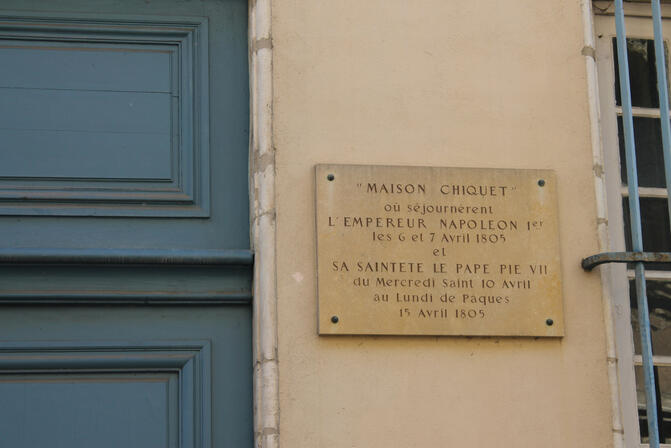 "MAISON CHIQUET"
où séjournèrent
L'EMPEREUR NAPOLEON 1er
les 6 et 7 Avril 1805
et
SA SAINTETE LE PAPE PIE VII
du Mercredi Saint 10 Avril
au Lundi de Pâques
15 Avril 1805